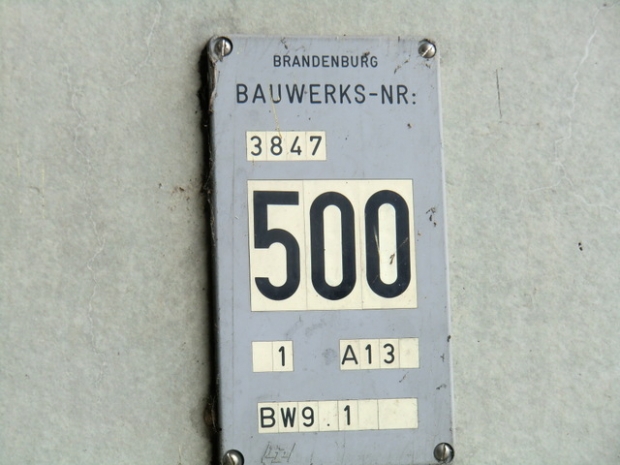 BRANDENBURG
BAUWERKS-NR:
3847
500
1 A13
BW9.1